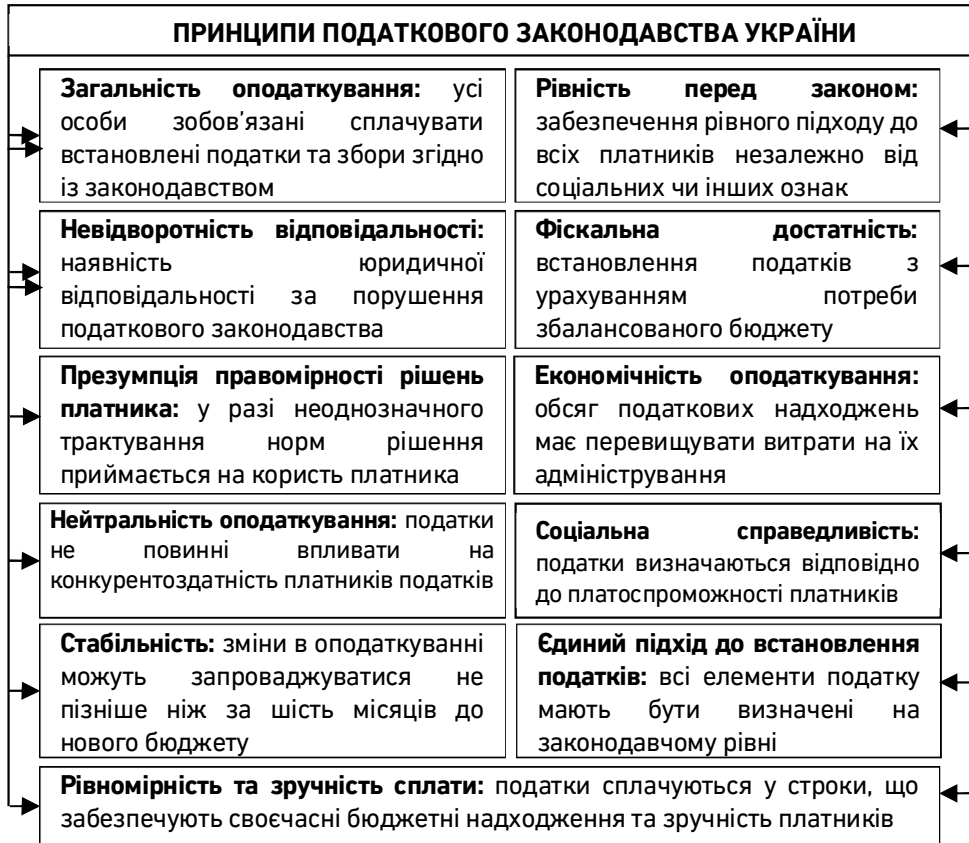 ПРИНЦИПИ ПОДАТКОВОГО ЗАКОНОДАВСТВА УКРАЇНИ
Загальність оподаткування: усі
особи зобов’язані сплачувати
встановлені податки та збори згідно
із законодавством
Рівність перед законом:
забезпечення рівного підходу до
всіх платників незалежно від
соціальних чи інших ознак
Невідворотність відповідальності:
наявність юридичної
відповідальності за порушення
податкового законодавства
Фіскальна достатність:
встановлення податків з
урахуванням потреби
збалансованого бюджету
Презумпція правомірності рішень
платника: у разі неоднозначного
трактування норм рішення
приймається на користь платника
Економічність оподаткування:
обсяг податкових надходжень
має перевищувати витрати на їх
адміністрування
Нейтральність оподаткування: податки
не повинні впливати на
конкурентоздатність платників податків
Соціальна справедливість:
податки визначаються відповідно
до платоспроможності платників
Стабільність: зміни в оподаткуванні
можуть запроваджуватися не
пізніше ніж за шість місяців до
нового бюджету
Єдиний підхід до встановлення
податків: всі елементи податку
мають бути визначені на
законодавчому рівні
Рівномірність та зручність сплати: податки сплачуються у строки, що
забезпечують своєчасні бюджетні надходження та зручність платників